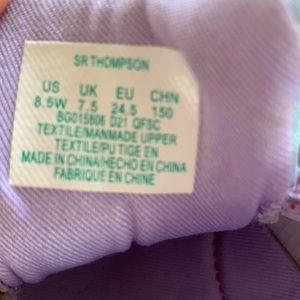 SR THOMPSON
US UK EU CHN
8.5W 7.5 24.5 150
BG015806 D21 QFSC
TEXTILE/MANMADE UPPER
TEXTILE/PU TIGE EN
MADE IN CHINA/HECHO EN CHINA
FABRIQUE EN CHINE